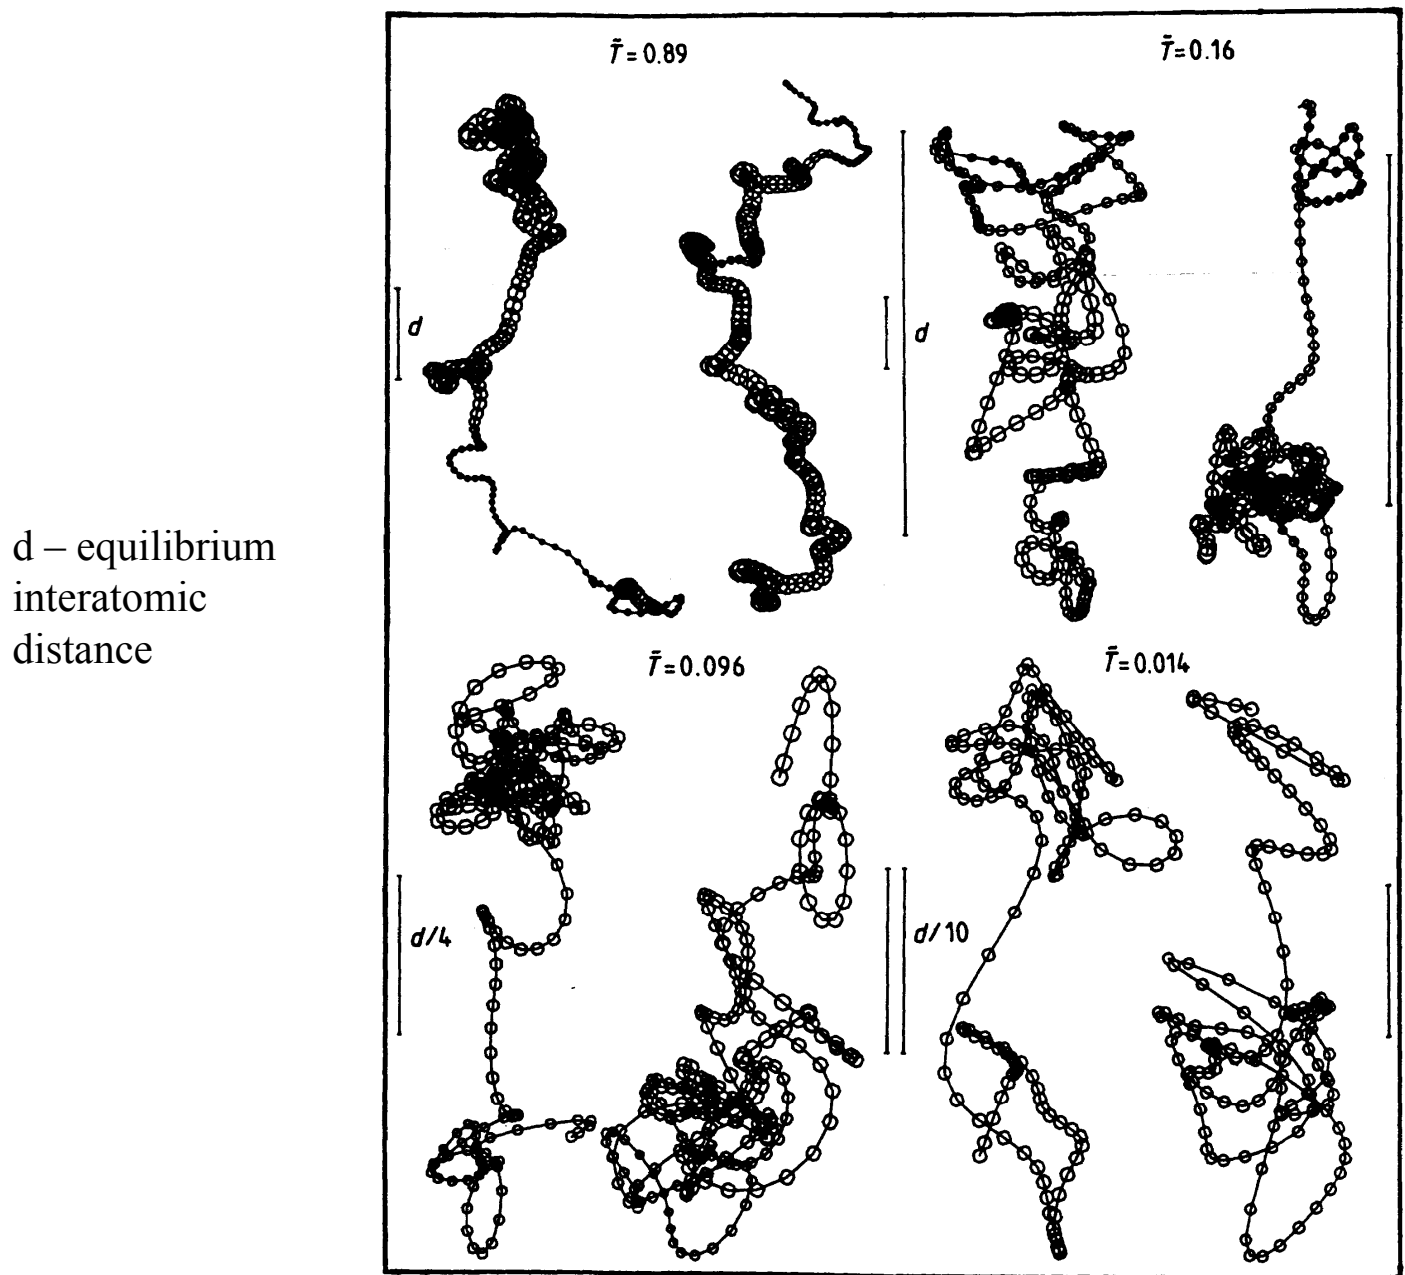 T̄ = 0.89
T̄ = 0.16
d
d
d – equilibrium
interatomic
distance
T̄ = 0.096
T̄ = 0.014
d/4
d/10